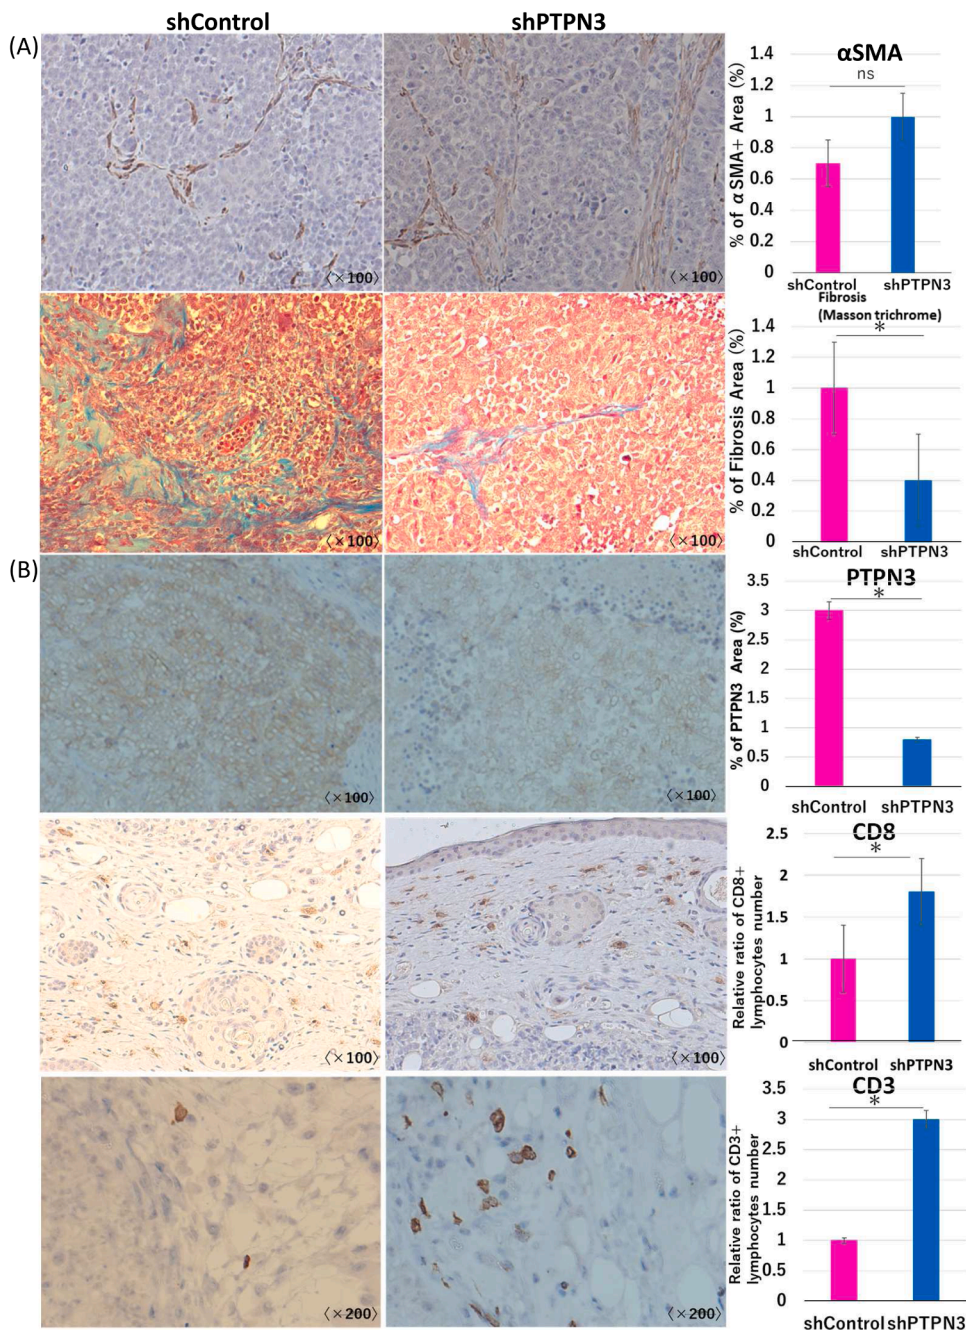 shControl
shPTPN3
(A)
〈×100〉
〈×100〉
αSMA
ns
% of αSMA+ Area (%)
1.4
1.2
1
0.8
0.6
0.4
0.2
0
shControl
shPTPN3
〈×100〉
〈×100〉
Fibrosis
(Masson trichrome)
*
% of Fibrosis Area (%)
1.4
1.2
1
0.8
0.6
0.4
0.2
0
shControl
shPTPN3
(B)
〈×100〉
〈×100〉
PTPN3
*
% of PTPN3 Area (%)
3.5
3
2.5
2
1.5
1
0.5
0
shControl
shPTPN3
〈×100〉
〈×100〉
CD8
*
Relative ratio of CD8+
lymphocytes number
2.5
2
1.5
1
0.5
0
shControl
shPTPN3
〈×200〉
〈×200〉
CD3
*
Relative ratio of CD3+
lymphocytes number
3.5
3
2.5
2
1.5
1
0.5
0
shControl
shPTPN3